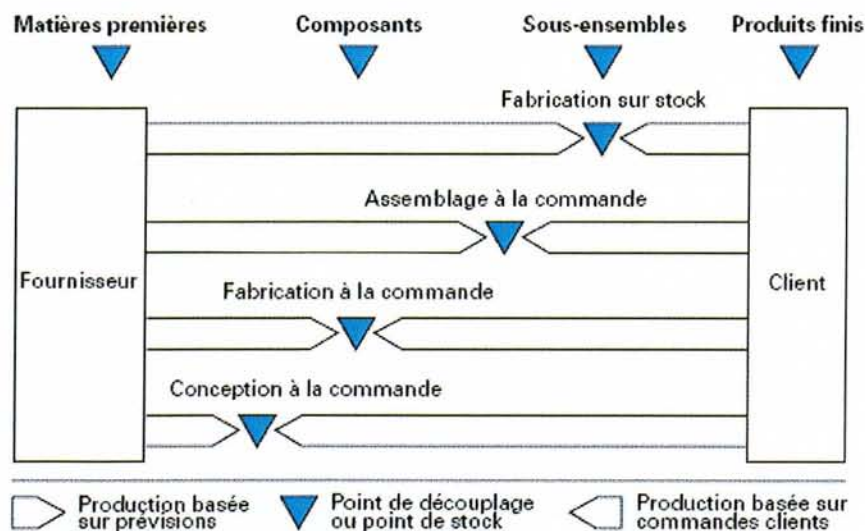 Matières premières Composants Sous-ensembles Produits finis
Fabrication sur stock
Assemblage à la commande
Fournisseur
Client
Fabrication à la commande
Conception à la commande
Production basée
sur prévisions
Point de découplage
ou point de stock
Production basée sur
commandes clients